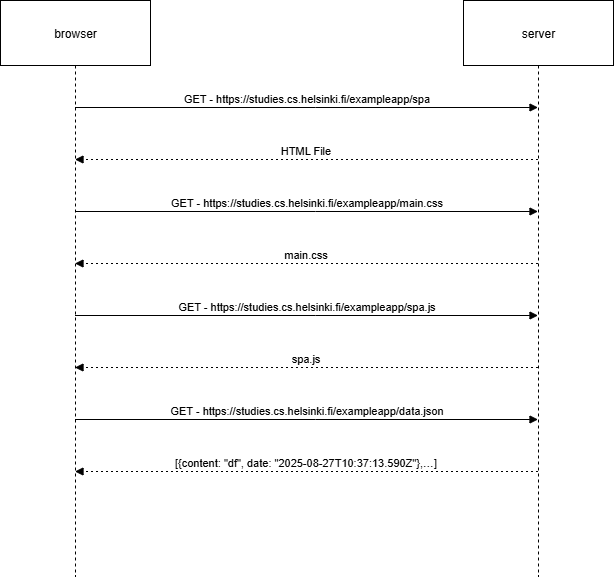 browser
server
GET - https://studies.cs.helsinki.fi/exampleapp/spa
HTML File
GET - https://studies.cs.helsinki.fi/exampleapp/main.css
main.css
GET - https://studies.cs.helsinki.fi/exampleapp/spa.js
spa.js
GET - https://studies.cs.helsinki.fi/exampleapp/data.json
[{content: "df", date: "2025-08-27T10:37:13.590Z"},...]